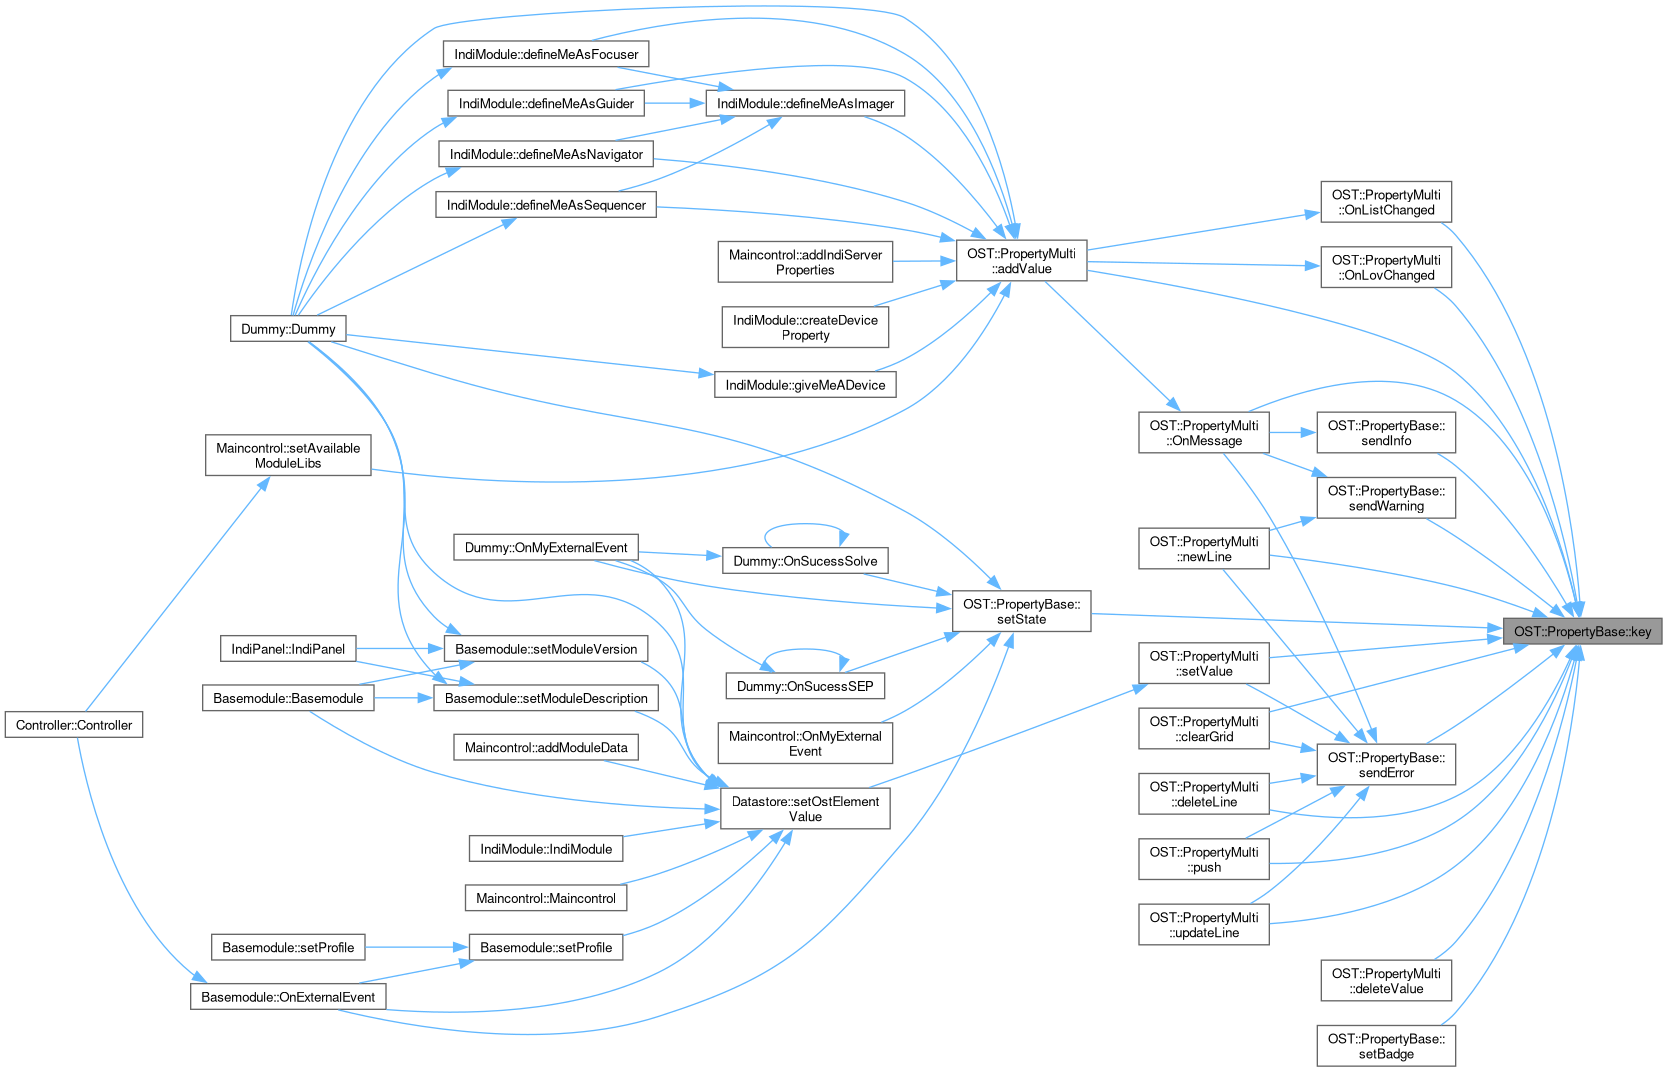 IndiModule::defineMeAsFocuser
IndiModule::defineMeAsGuider
IndiModule::defineMeAsImager
IndiModule::defineMeAsNavigator
IndiModule::defineMeAsSequencer
OST::PropertyMulti
::OnListChanged
Maincontrol::addIndiServer
Properties
OST::PropertyMulti
::addValue
OST::PropertyMulti
::OnLovChanged
Dummy::Dummy
IndiModule::createDevice
Property
IndiModule::giveMeADevice
Maincontrol::setAvailable
ModuleLibs
OST::PropertyMulti
::OnMessage
OST::PropertyBase::
sendInfo
OST::PropertyBase::
sendWarning
Dummy::OnMyExternalEvent
Dummy::OnSucessSolve
OST::PropertyMulti
::newLine
OST::PropertyBase::
setState
OST::PropertyBase::key
IndiPanel::IndiPanel
Basemodule::setModuleVersion
OST::PropertyMulti
::setValue
Basemodule::Basemodule
Basemodule::setModuleDescription
Dummy::OnSucessSEP
Controller::Controller
Maincontrol::addModuleData
Maincontrol::OnMyExternal
Event
OST::PropertyMulti
::clearGrid
OST::PropertyBase::
sendError
Datastore::setOstElement
Value
OST::PropertyMulti
::deleteLine
IndiModule::IndiModule
OST::PropertyMulti
::push
Maincontrol::Maincontrol
OST::PropertyMulti
::updateLine
Basemodule::setProfile
Basemodule::setProfile
Basemodule::OnExternalEvent
OST::PropertyMulti
::deleteValue
OST::PropertyBase::
setBadge